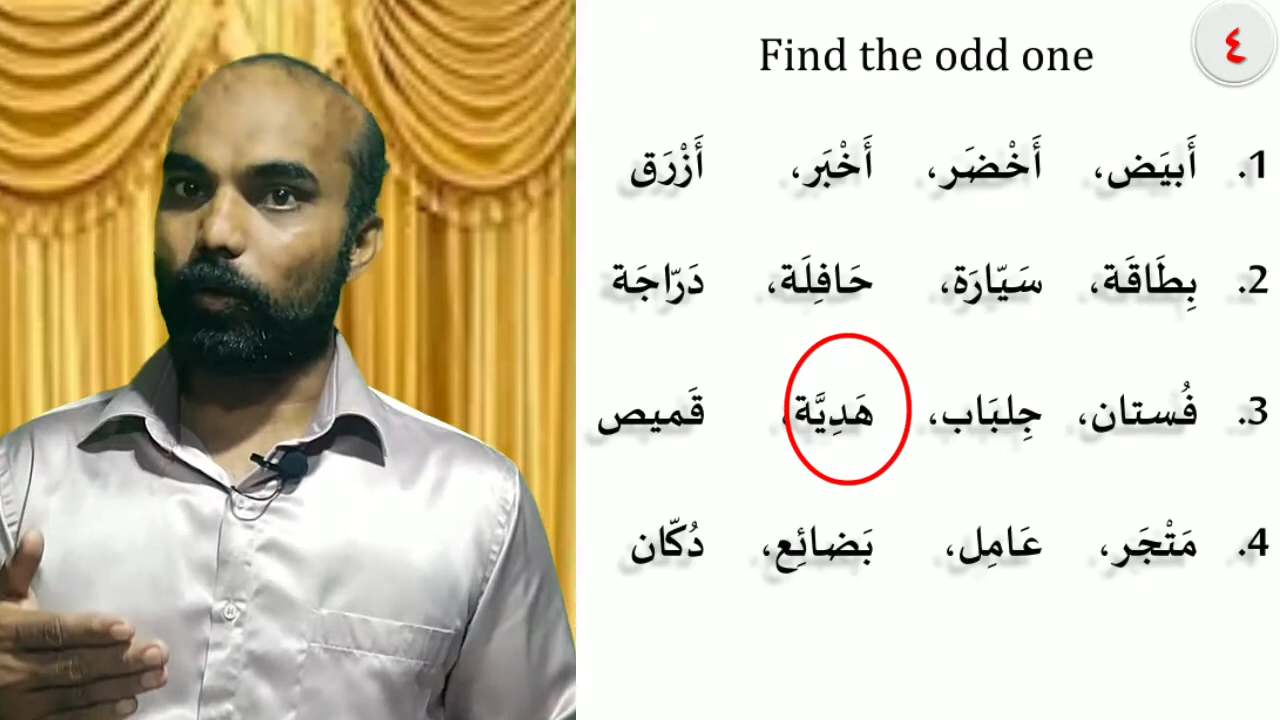 Find the odd one
٤
1. أَبيَض، أَخْضَر، أَخْبَر، أَزْرَق
2. بِطَاقَة، سَيّارَة، حَافِلَة، دَرّاجَة
3. فُستان، جِلبَاب، هَدِيَّة، قَميص
4. مَتْجَر، عَامِل، بَضائِع، دُكّان